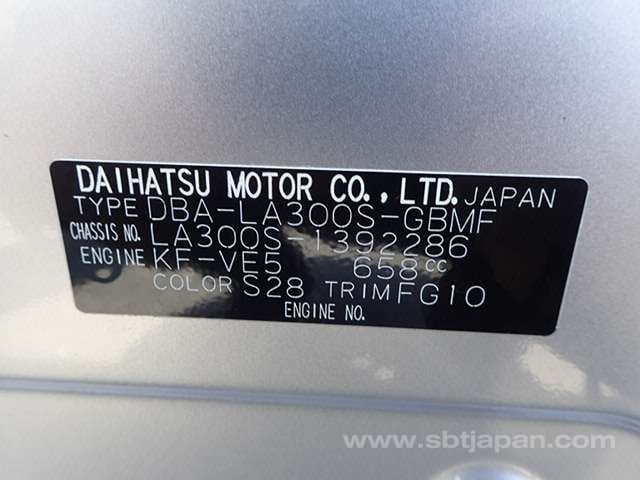 DAIHATSU MOTOR CO., LTD. JAPAN
TYPE DBA-LA300S-GBMF
CHASSIS NO. LA300S-1392286
ENGINE KF-VE5 658cc
COLOR S28 TRIM FG10
ENGINE NO.
www.sbtjapan.com